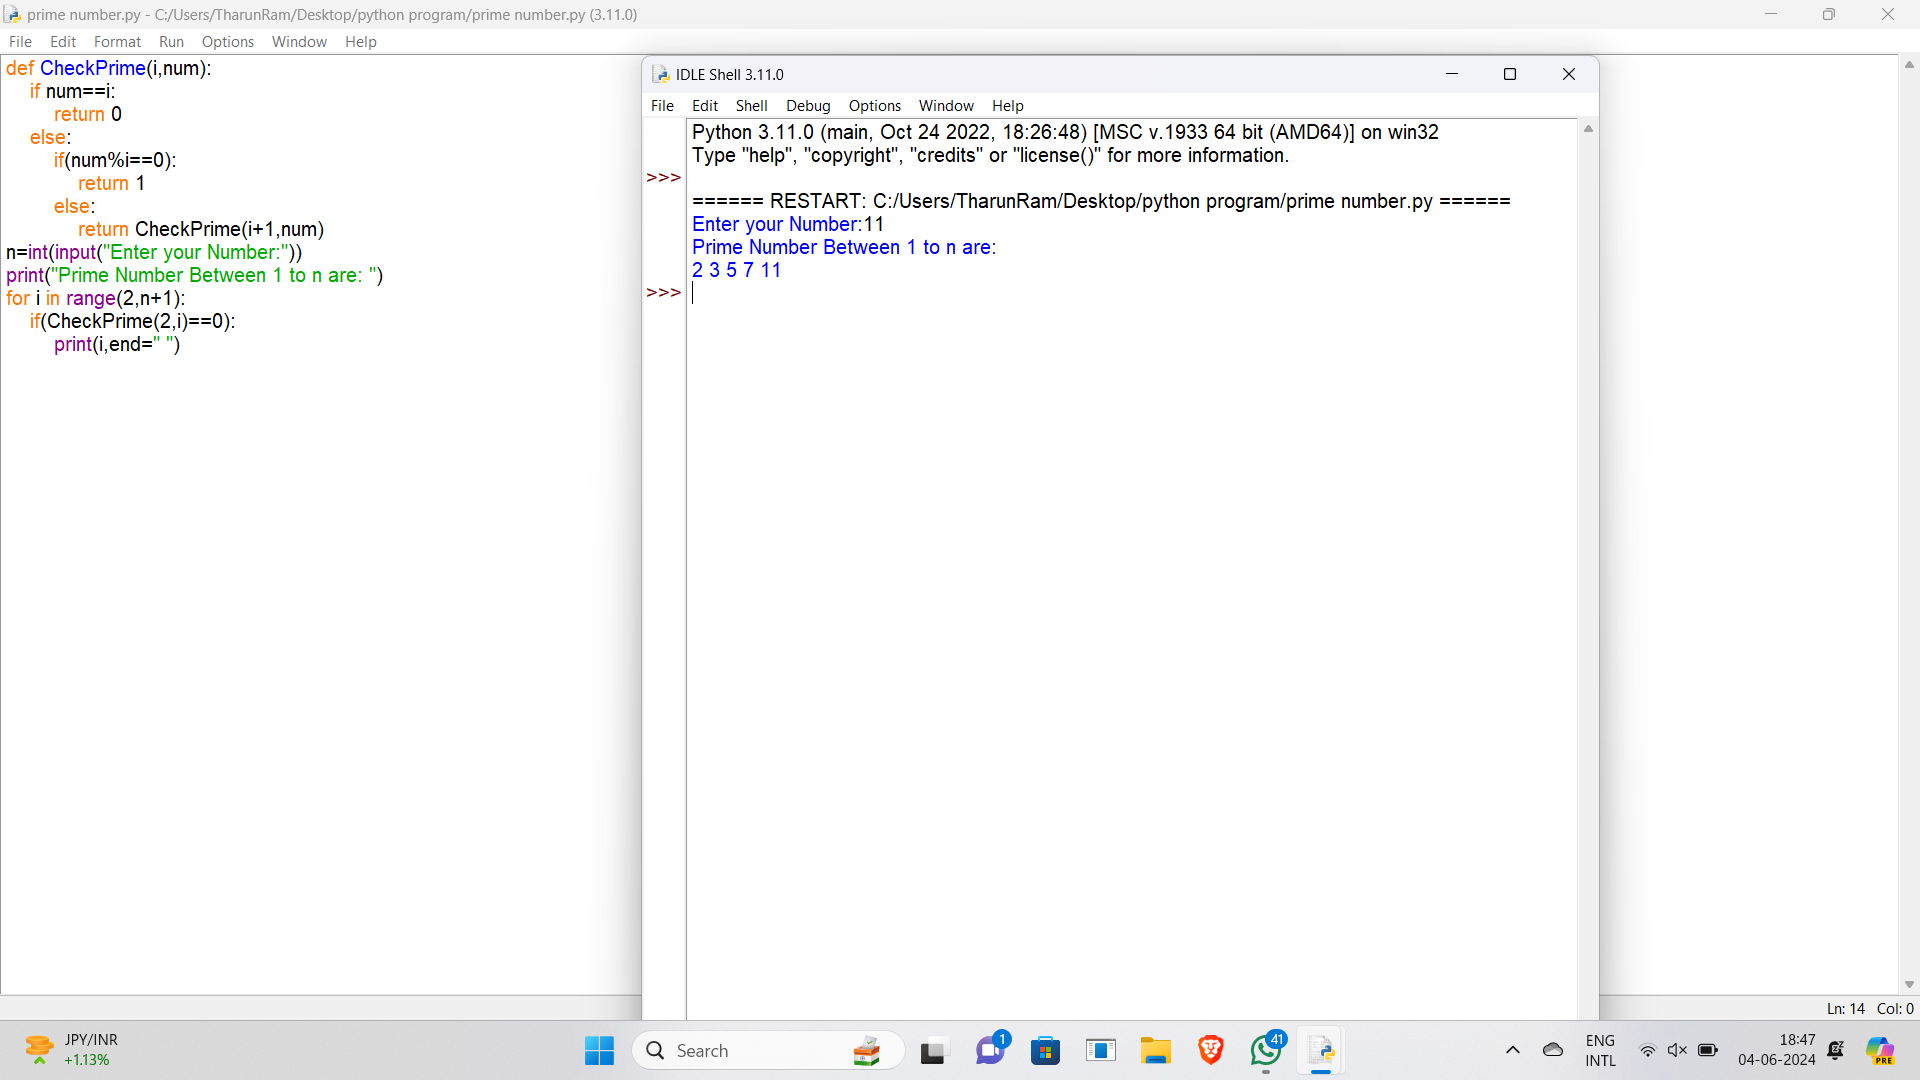 prime number.py - C:/Users/TharunRam/Desktop/python program/prime number.py (3.11.0)
File Edit Format Run Options Window Help
def CheckPrime(i,num):
    if num==i:
        return 0
    else:
        if(num%i==0):
            return 1
        else:
            return CheckPrime(i+1,num)
n=int(input("Enter your Number:"))
print("Prime Number Between 1 to n are: ")
for i in range(2,n+1):
    if(CheckPrime(2,i)==0):
        print(i,end=" ")
IDLE Shell 3.11.0
File Edit Shell Debug Options Window Help
Python 3.11.0 (main, Oct 24 2022, 18:26:48) [MSC v.1933 64 bit (AMD64)] on win32
Type "help", "copyright", "credits" or "license()" for more information.
>>>
====== RESTART: C:/Users/TharunRam/Desktop/python program/prime number.py ======
Enter your Number:11
Prime Number Between 1 to n are:
2 3 5 7 11
>>>
Ln: 14 Col: 0
JPY/INR
+1.13%
Search
1
41
ENG
INTL
18:47
04-06-2024
PRE